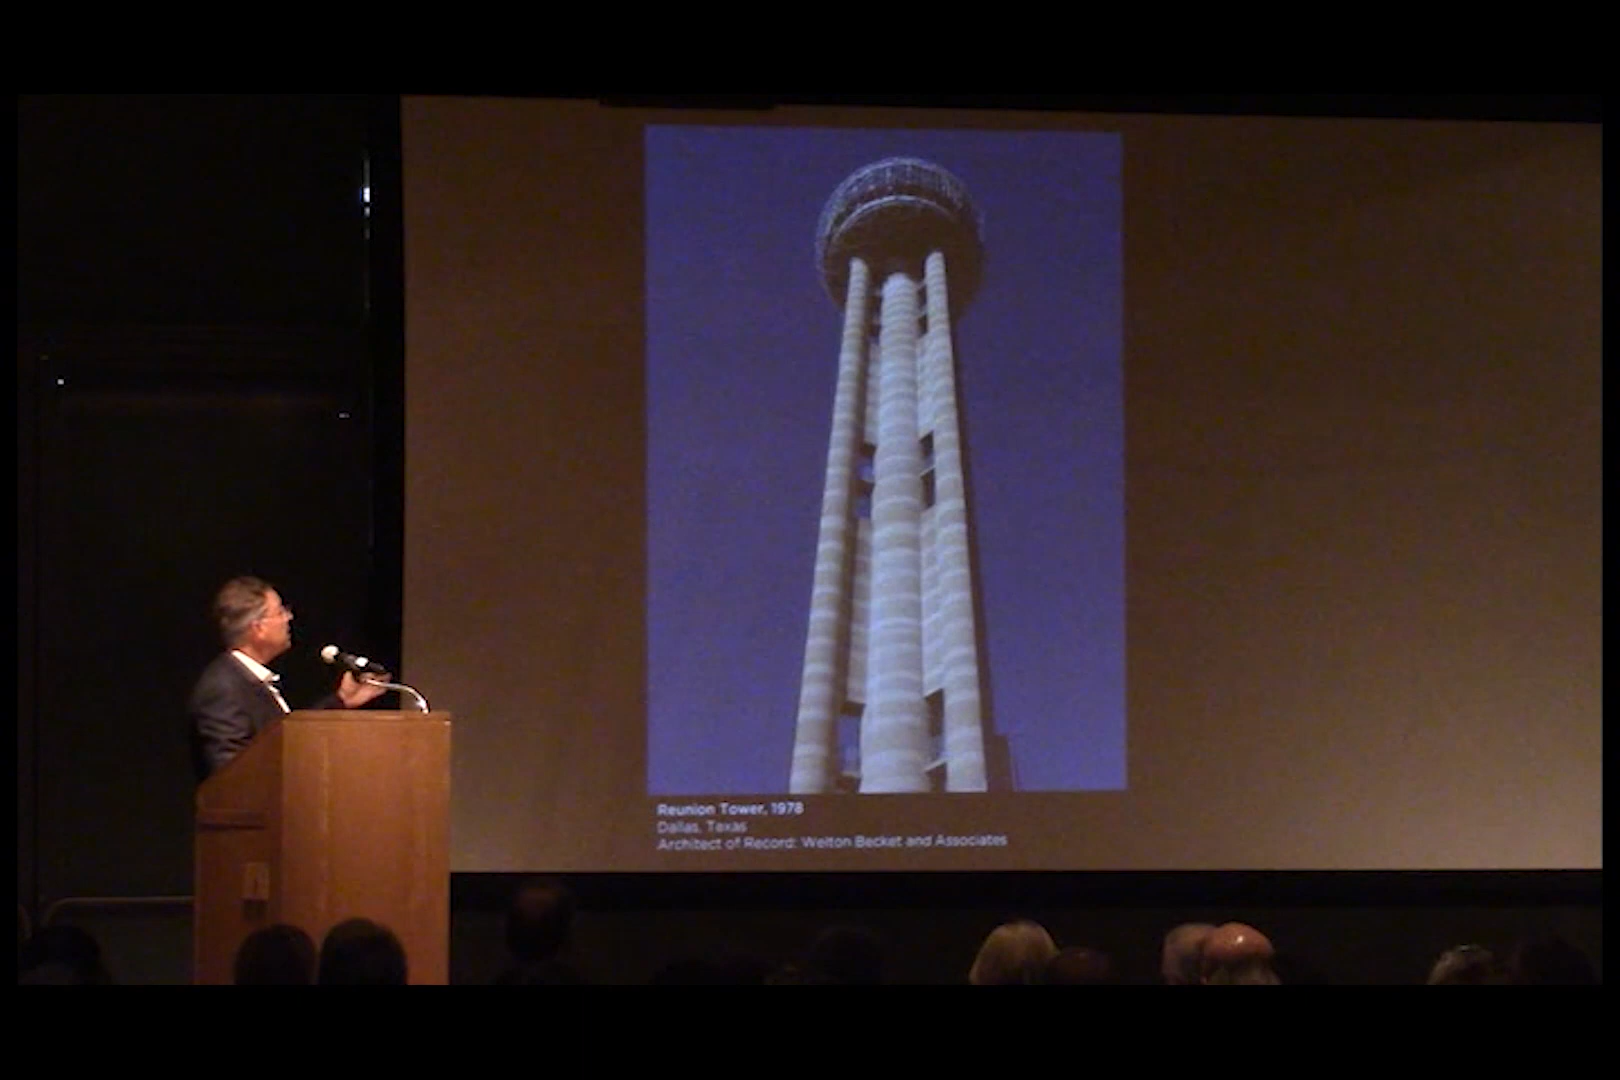 Reunion Tower, 1978
Dallas, Texas
Architect of Record: Welton Becket and Associates